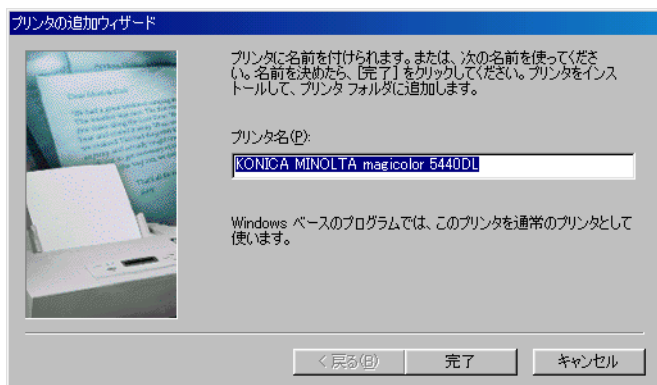 プリンタの追加ウィザード
プリンタに名前を付けられます。または、次の名前を使ってくださ
い。名前を決めたら、[完了] をクリックしてください。プリンタをインス
トールして、プリンタ フォルダに追加します。
プリンタ名(P):
KONICA MINOLTA magicolor 5440DL
Windows ベースのプログラムでは、このプリンタを通常のプリンタとして
使います。
< 戻る(B)
完了
キャンセル